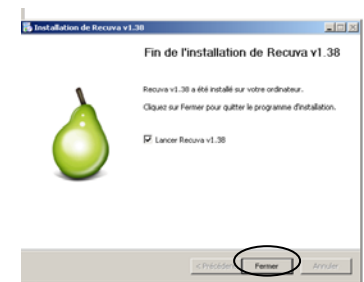 Installation de Recuva v1.38
Fin de l'installation de Recuva v1.38
Recuva v1.38 a été installé sur votre ordinateur.
Cliquez sur Fermer pour quitter le programme d'installation.
Lancer Recuva v1.38
< Précédent Fermer Annuler